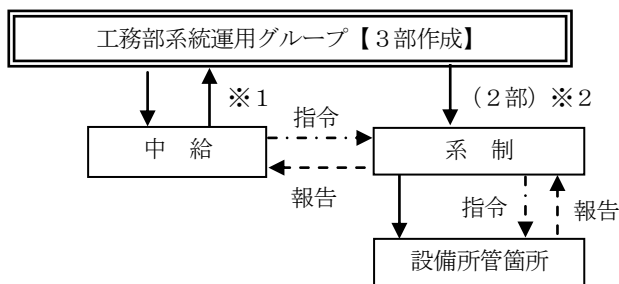 工務部系統運用グループ【３部作成】
※１
（２部）※２
指令
中　給
系　制
報告
指令
報告
設備所管箇所